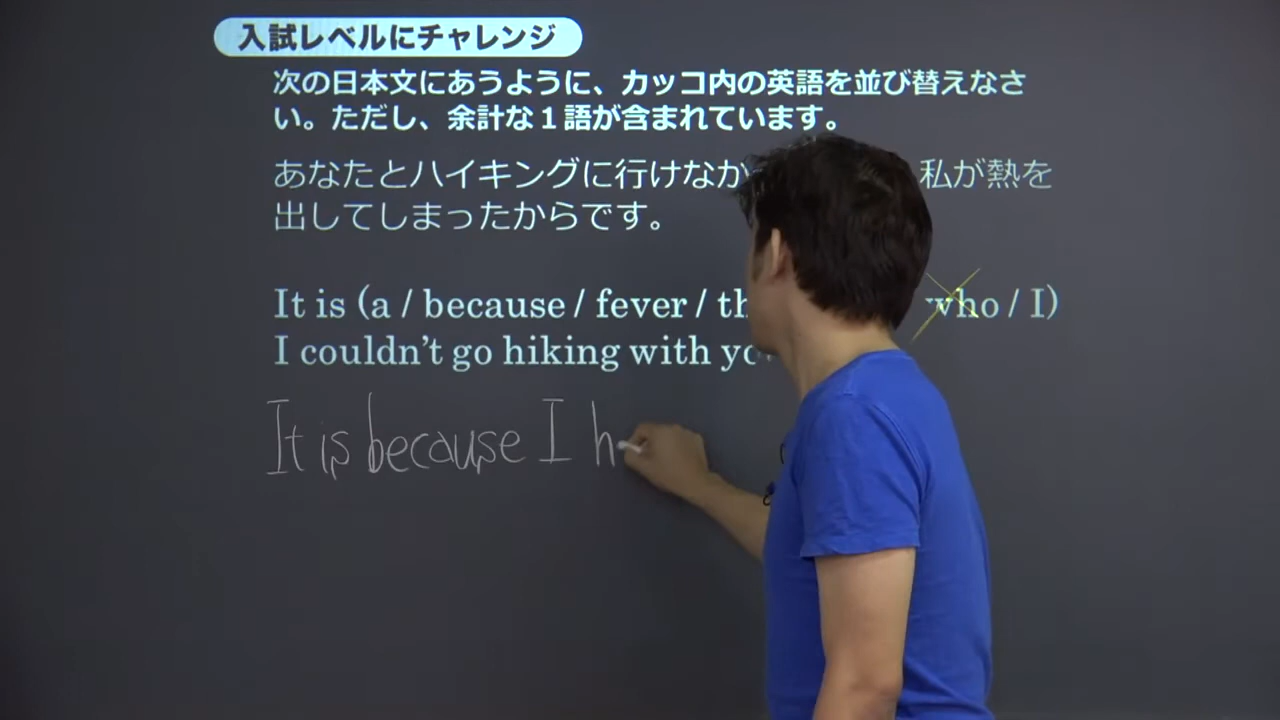 入試レベルにチャレンジ
次の日本文にあうように、カッコ内の英語を並び替えなさ
い。ただし、余計な１語が含まれています。
あなたとハイキングに行けなか 私が熱を
出してしまったからです。
It is (a / because / fever / th who / I)
I couldn't go hiking with yo
It is because I h